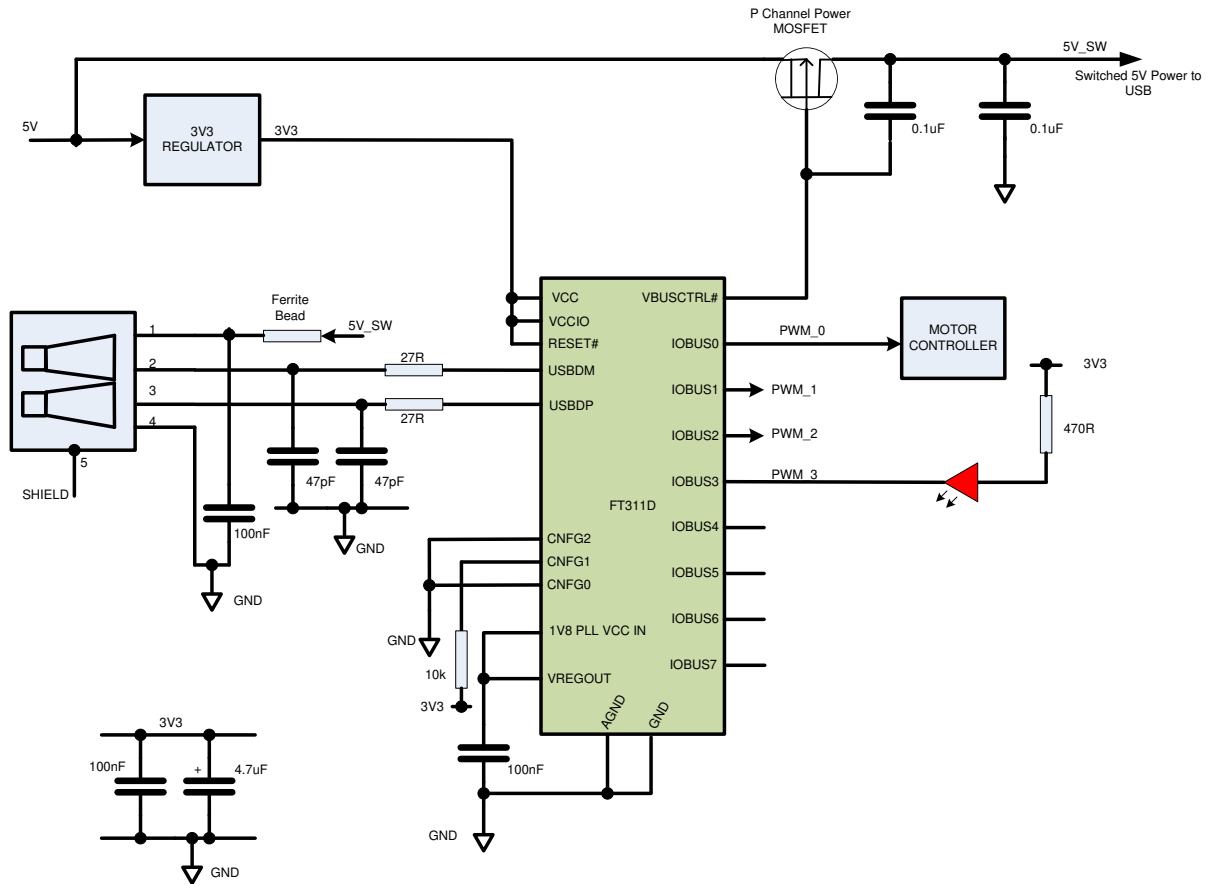 P Channel Power
MOSFET
5V_SW
Switched 5V Power to
USB
0.1uF
0.1uF
5V
3V3
REGULATOR
3V3
VCC
VCCIO
RESET#
USBDM
USBDP
VBUSCTRL#
IOBUS0
IOBUS1
IOBUS2
IOBUS3
IOBUS4
IOBUS5
IOBUS6
IOBUS7
FT311D
CNFG2
CNFG1
CNFG0
1V8 PLL VCC IN
VREGOUT
AGND
GND
PWM_0
MOTOR
CONTROLLER
PWM_1
PWM_2
PWM_3
3V3
470R
Ferrite
Bead
5V_SW
1
2
3
4
5
SHIELD
27R
27R
47pF
47pF
GND
100nF
GND
GND
10k
3V3
100nF
GND
3V3
100nF
+
4.7uF
GND